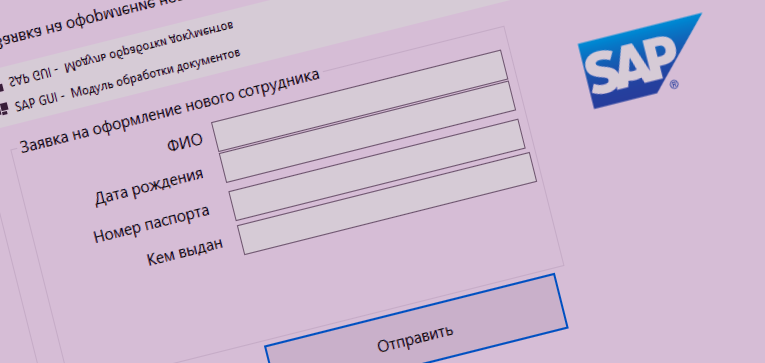 Заявка на оформление но
SAP GUI - Модуль обработки документов
SAP GUI - Модуль обработки документов
Заявка на оформление нового сотрудника
ФИО
Дата рождения
Номер паспорта
Кем выдан
Отправить
SAP ®